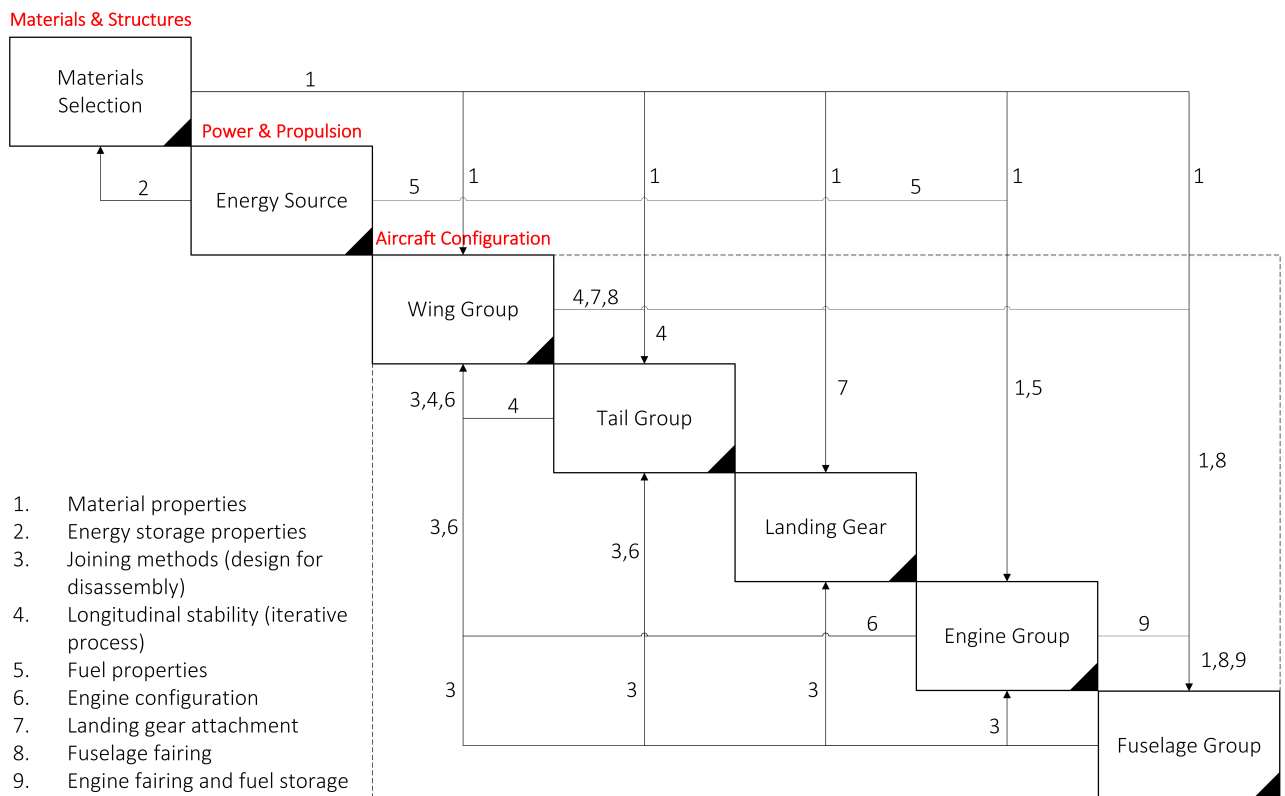 Materials & Structures
Materials
Selection
1
Power & Propulsion
2
Energy Source
5
1
1
1
5
1
1
Aircraft Configuration
Wing Group
4,7,8
4
3,4,6
4
Tail Group
7
1,5
1,8
3,6
3,6
Landing Gear
6
Engine Group
9
1,8,9
3
3
3
3
Fuselage Group
1. Material properties
2. Energy storage properties
3. Joining methods (design for
disassembly)
4. Longitudinal stability (iterative
process)
5. Fuel properties
6. Engine configuration
7. Landing gear attachment
8. Fuselage fairing
9. Engine fairing and fuel storage